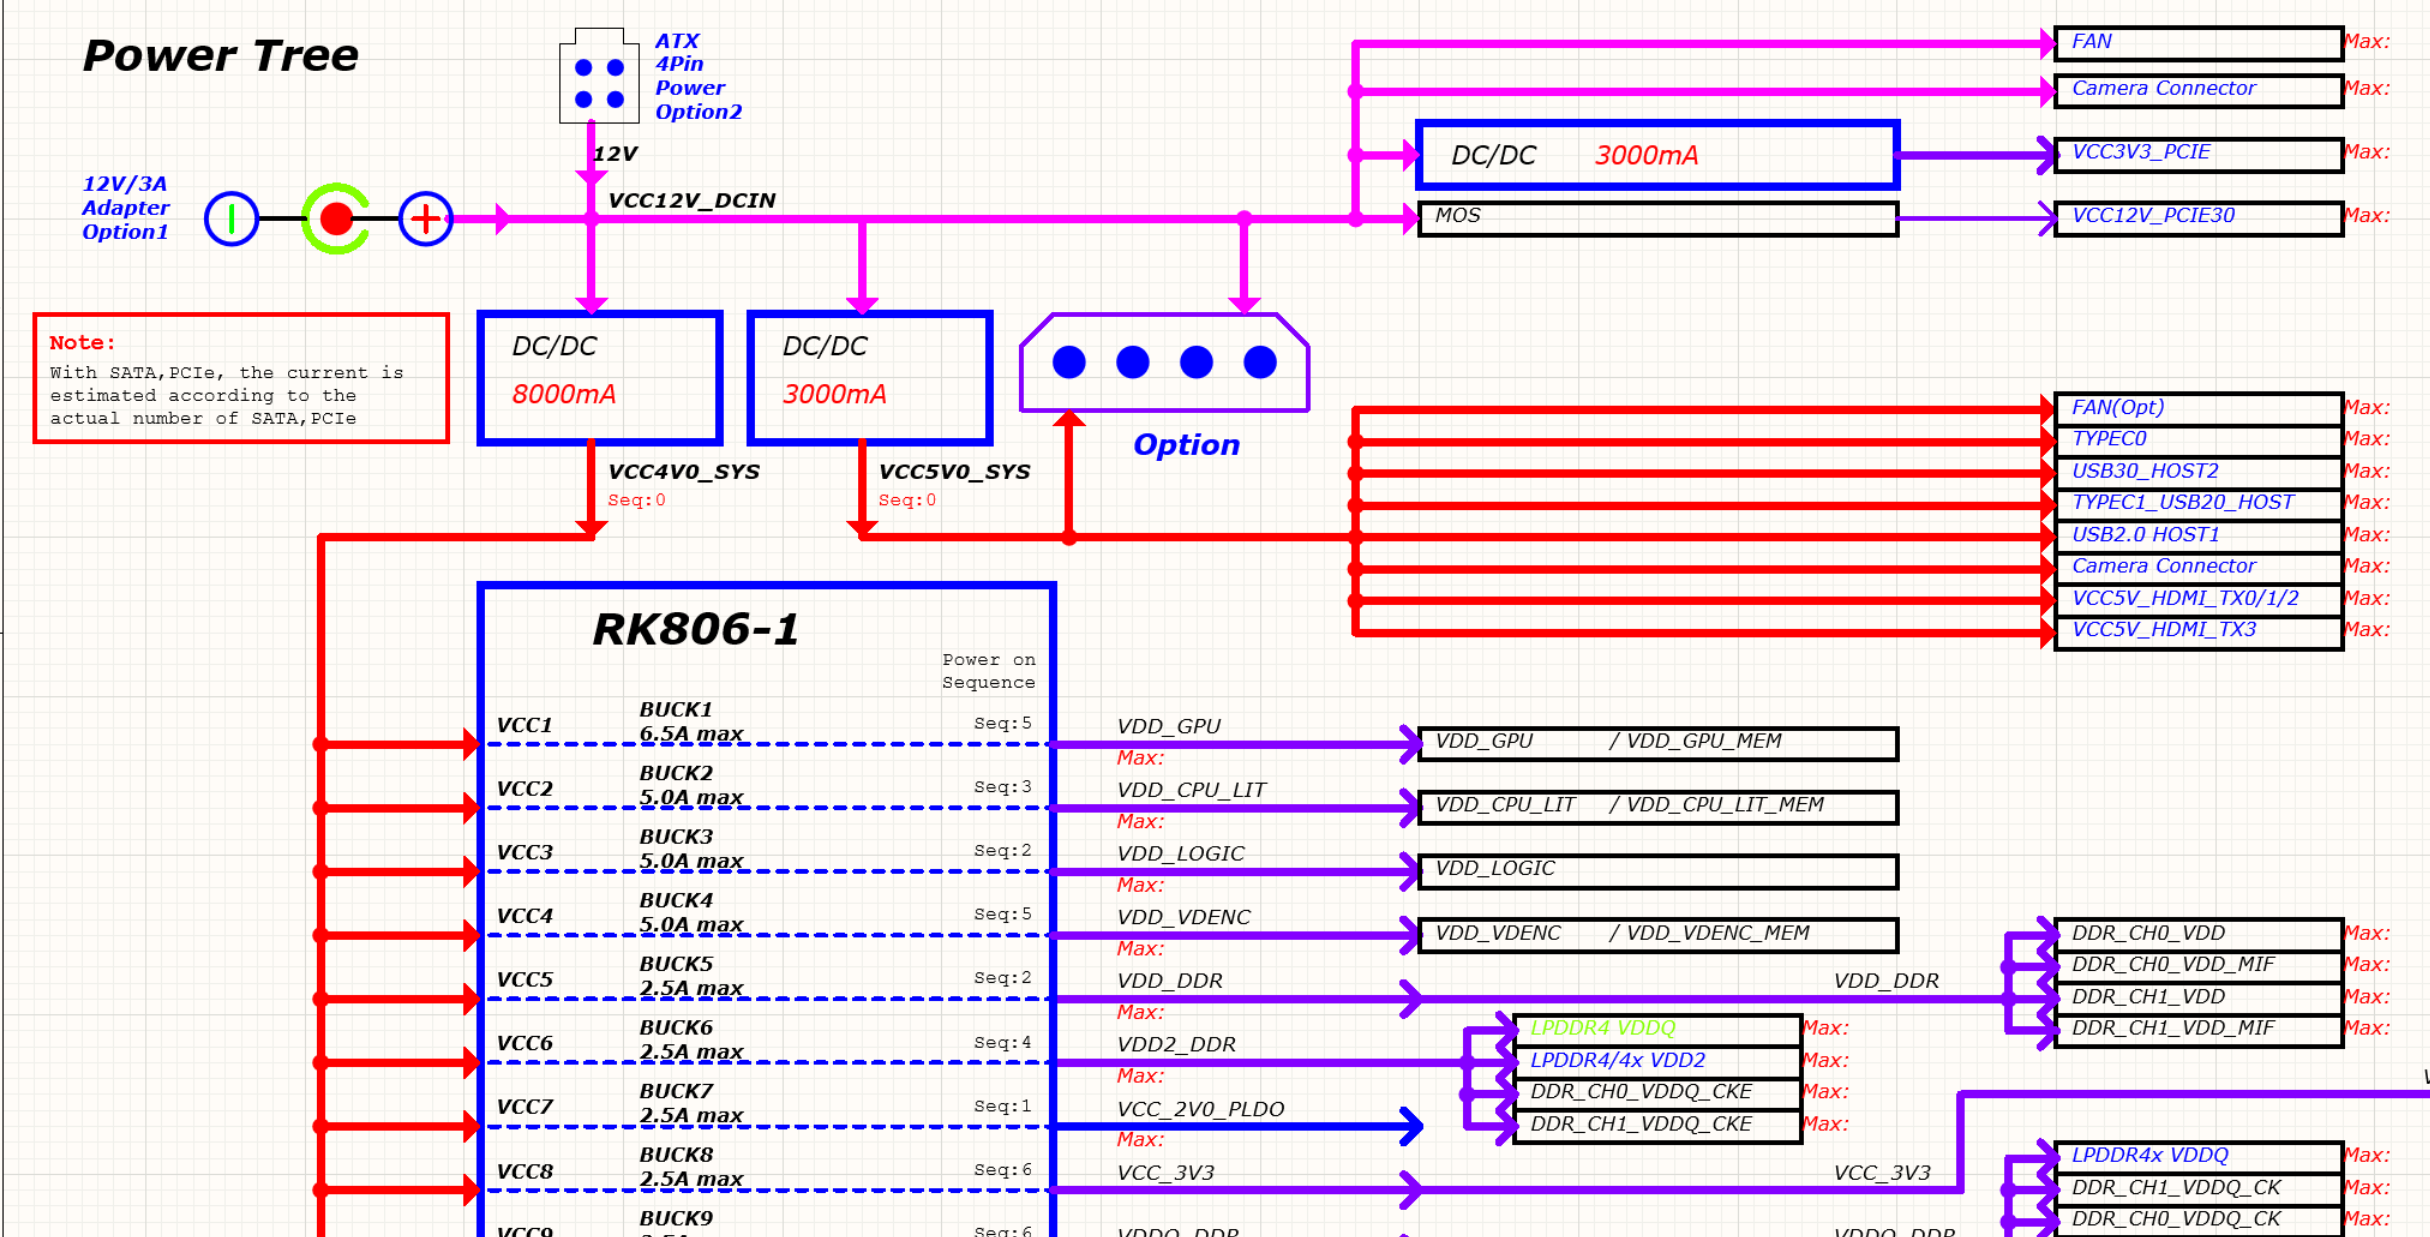 Power Tree
ATX
4Pin
Power
Option2
12V
12V/3A
Adapter
Option1
VCC12V_DCIN
FAN
Max:
Camera Connector
Max:
DC/DC 3000mA
VCC3V3_PCIE
Max:
MOS
VCC12V_PCIE30
Max:
Note:
With SATA,PCIe, the current is
estimated according to the
actual number of SATA,PCIe
DC/DC
8000mA
DC/DC
3000mA
Option
VCC4V0_SYS
Seq:0
VCC5V0_SYS
Seq:0
FAN(Opt)
Max:
TYPEC0
Max:
USB30_HOST2
Max:
TYPEC1_USB20_HOST
Max:
USB2.0 HOST1
Max:
Camera Connector
Max:
VCC5V_HDMI_TX0/1/2
Max:
VCC5V_HDMI_TX3
Max:
RK806-1
Power on
Sequence
VCC1
BUCK1
6.5A max
Seq:5
VDD_GPU
Max:
VDD_GPU / VDD_GPU_MEM
VCC2
BUCK2
5.0A max
Seq:3
VDD_CPU_LIT
Max:
VDD_CPU_LIT / VDD_CPU_LIT_MEM
VCC3
BUCK3
5.0A max
Seq:2
VDD_LOGIC
Max:
VDD_LOGIC
VCC4
BUCK4
5.0A max
Seq:5
VDD_VDENC
Max:
VDD_VDENC / VDD_VDENC_MEM
VCC5
BUCK5
2.5A max
Seq:2
VDD_DDR
Max:
VDD_DDR
DDR_CH0_VDD
Max:
DDR_CH0_VDD_MIF
Max:
DDR_CH1_VDD
Max:
DDR_CH1_VDD_MIF
Max:
VCC6
BUCK6
2.5A max
Seq:4
VDD2_DDR
Max:
LPDDR4 VDDQ
Max:
LPDDR4/4x VDD2
Max:
DDR_CH0_VDDQ_CKE
Max:
DDR_CH1_VDDQ_CKE
Max:
VCC7
BUCK7
2.5A max
Seq:1
VCC_2V0_PLDO
Max:
VCC8
BUCK8
2.5A max
Seq:6
VCC_3V3
VCC_3V3
LPDDR4x VDDQ
Max:
DDR_CH1_VDDQ_CK
Max:
DDR_CH0_VDDQ_CK
Max:
VCC9
BUCK9
Seq:6
VDDQ_DDR
VDDQ_DDR